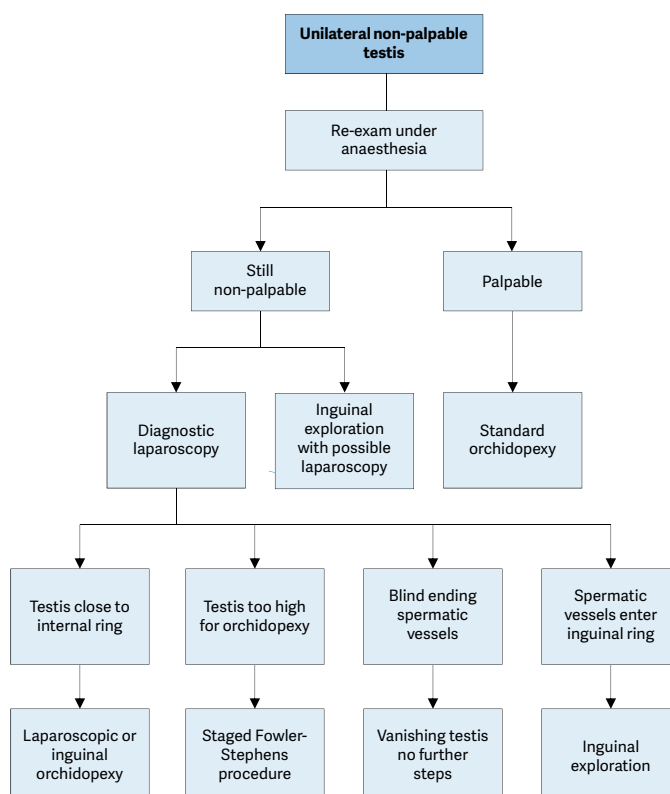 Unilateral non-palpable
testis
Re-exam under
anaesthesia
Still
non-palpable
Palpable
Diagnostic
laparoscopy
Inguinal
exploration
with possible
laparoscopy
Standard
orchidopexy
Testis close to
internal ring
Testis too high
for orchidopexy
Blind ending
spermatic
vessels
Spermatic
vessels enter
inguinal ring
Laparoscopic or
inguinal
orchidopexy
Staged Fowler-
Stephens
procedure
Vanishing testis
no further
steps
Inguinal
exploration